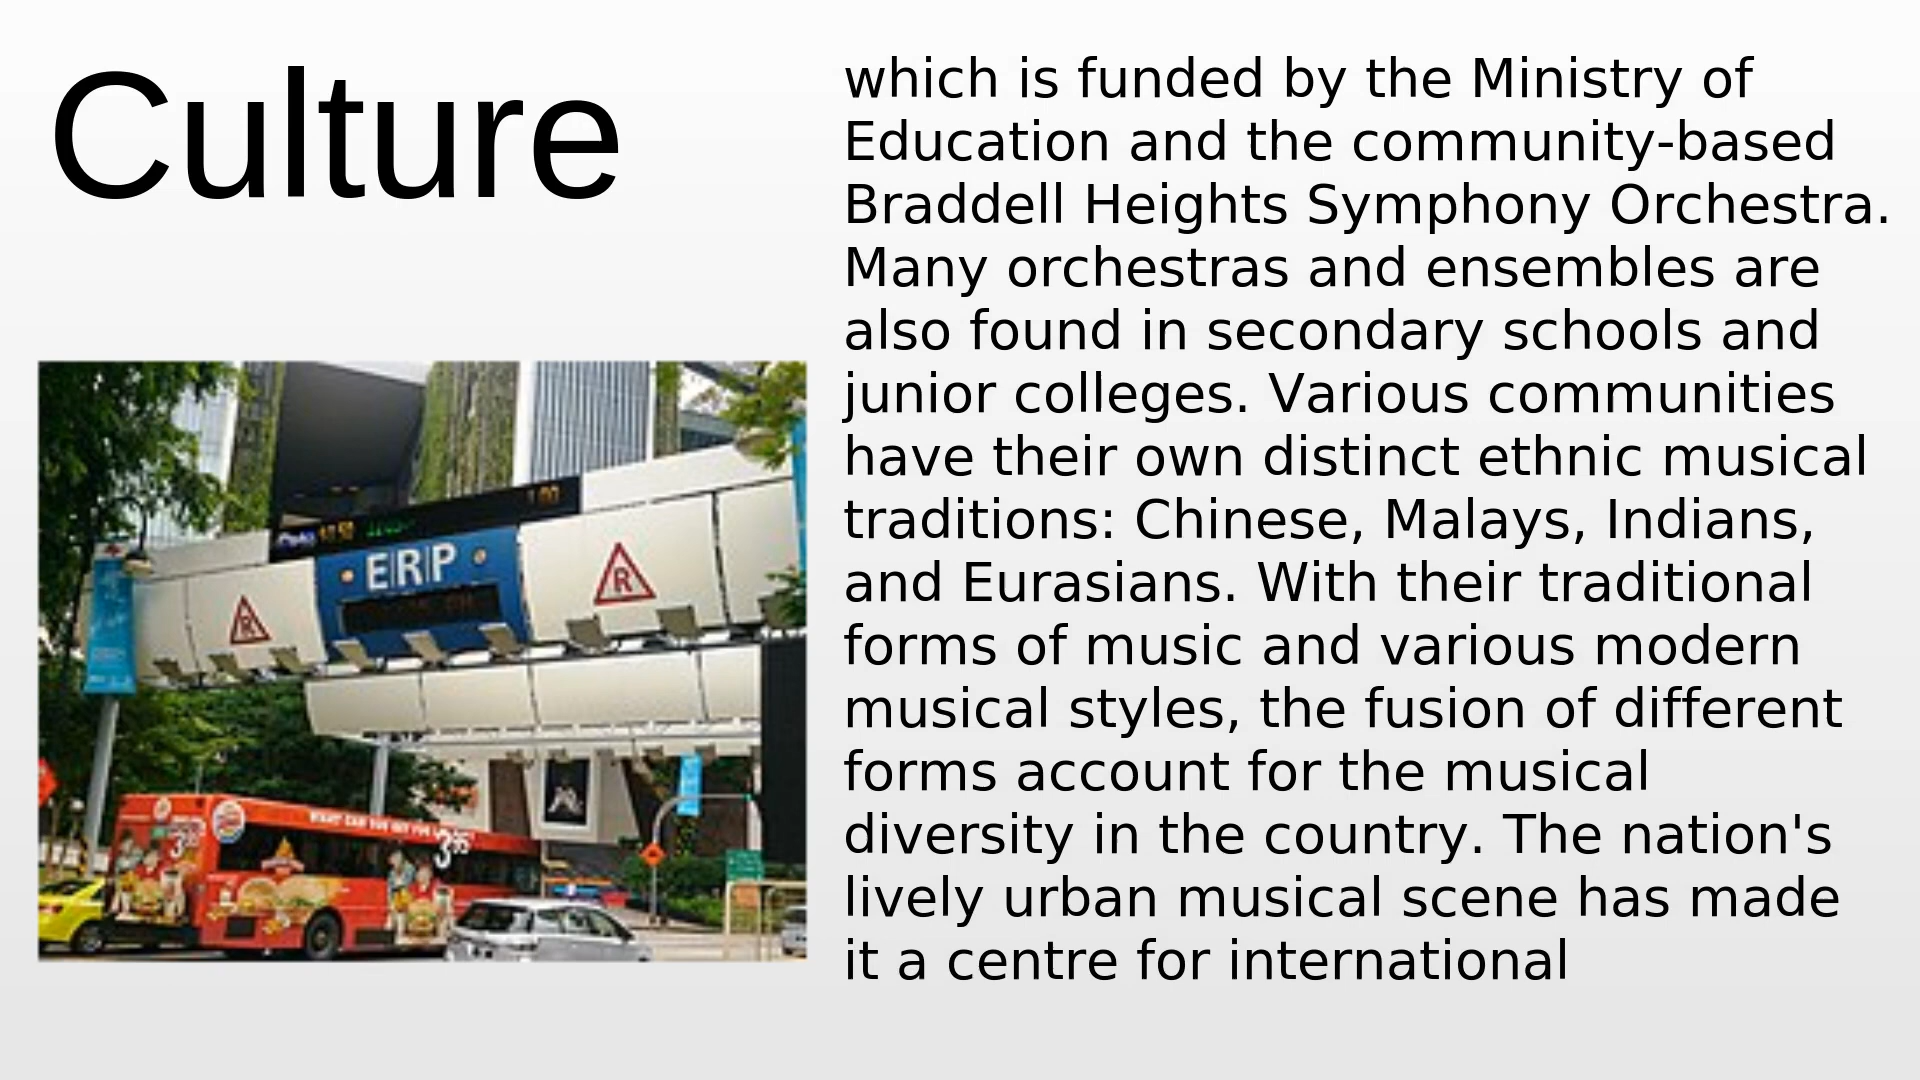 Culture
which is funded by the Ministry of
Education and the community-based
Braddell Heights Symphony Orchestra.
Many orchestras and ensembles are
also found in secondary schools and
junior colleges. Various communities
have their own distinct ethnic musical
traditions: Chinese, Malays, Indians,
and Eurasians. With their traditional
forms of music and various modern
musical styles, the fusion of different
forms account for the musical
diversity in the country. The nation's
lively urban musical scene has made
it a centre for international
ERP
R
R